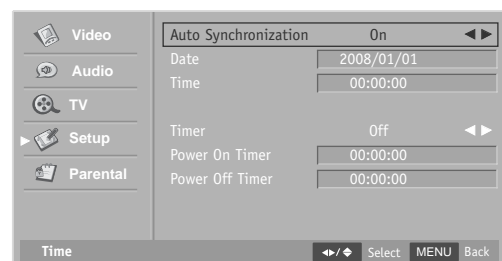 Video
Audio
TV
Setup
Parental
Auto Synchronization On
Date 2008/01/01
Time 00:00:00
Timer Off
Power On Timer 00:00:00
Power Off Timer 00:00:00
Time Select MENU Back